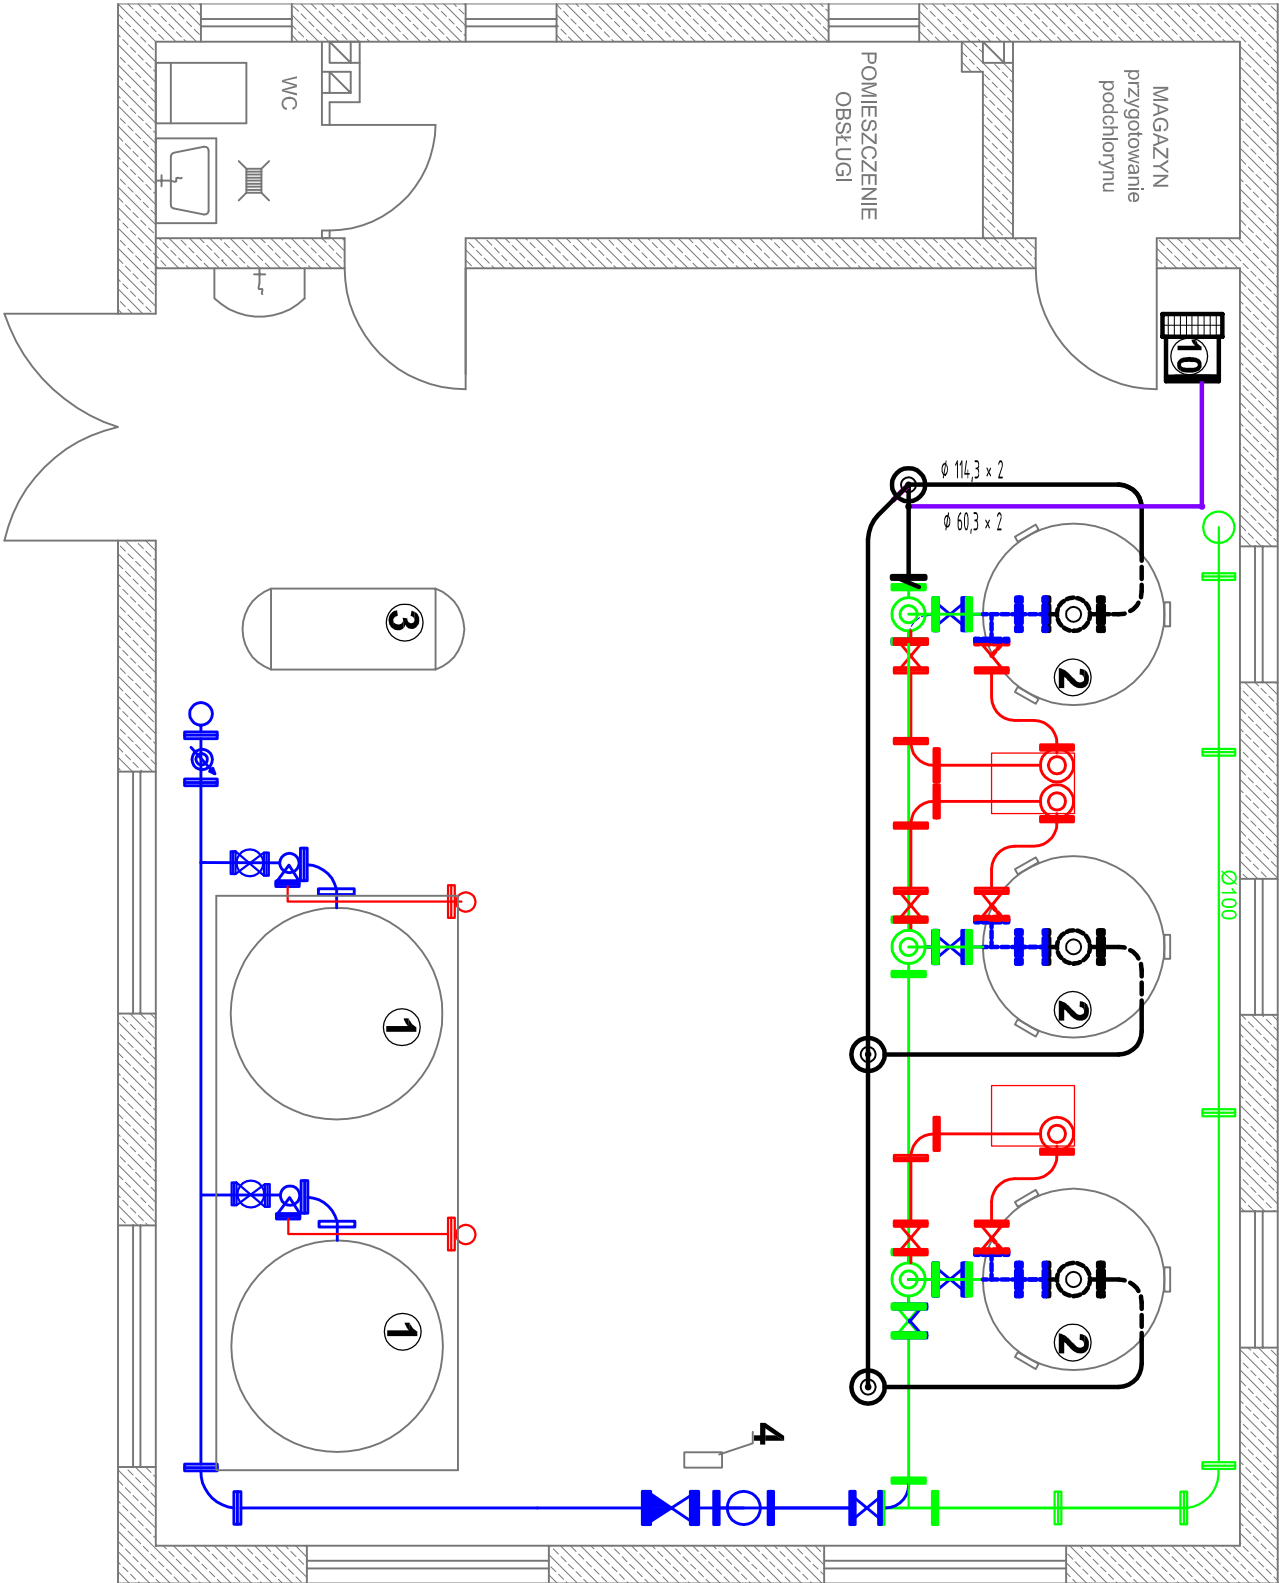 WC
POMIESZCZENIE
OBSŁUGI
MAGAZYN
przygotowanie
podchlorynu
10
Ø 114,3 x 2
Ø 60,3 x 2
2
3
Ø100
2
1
2
1
4